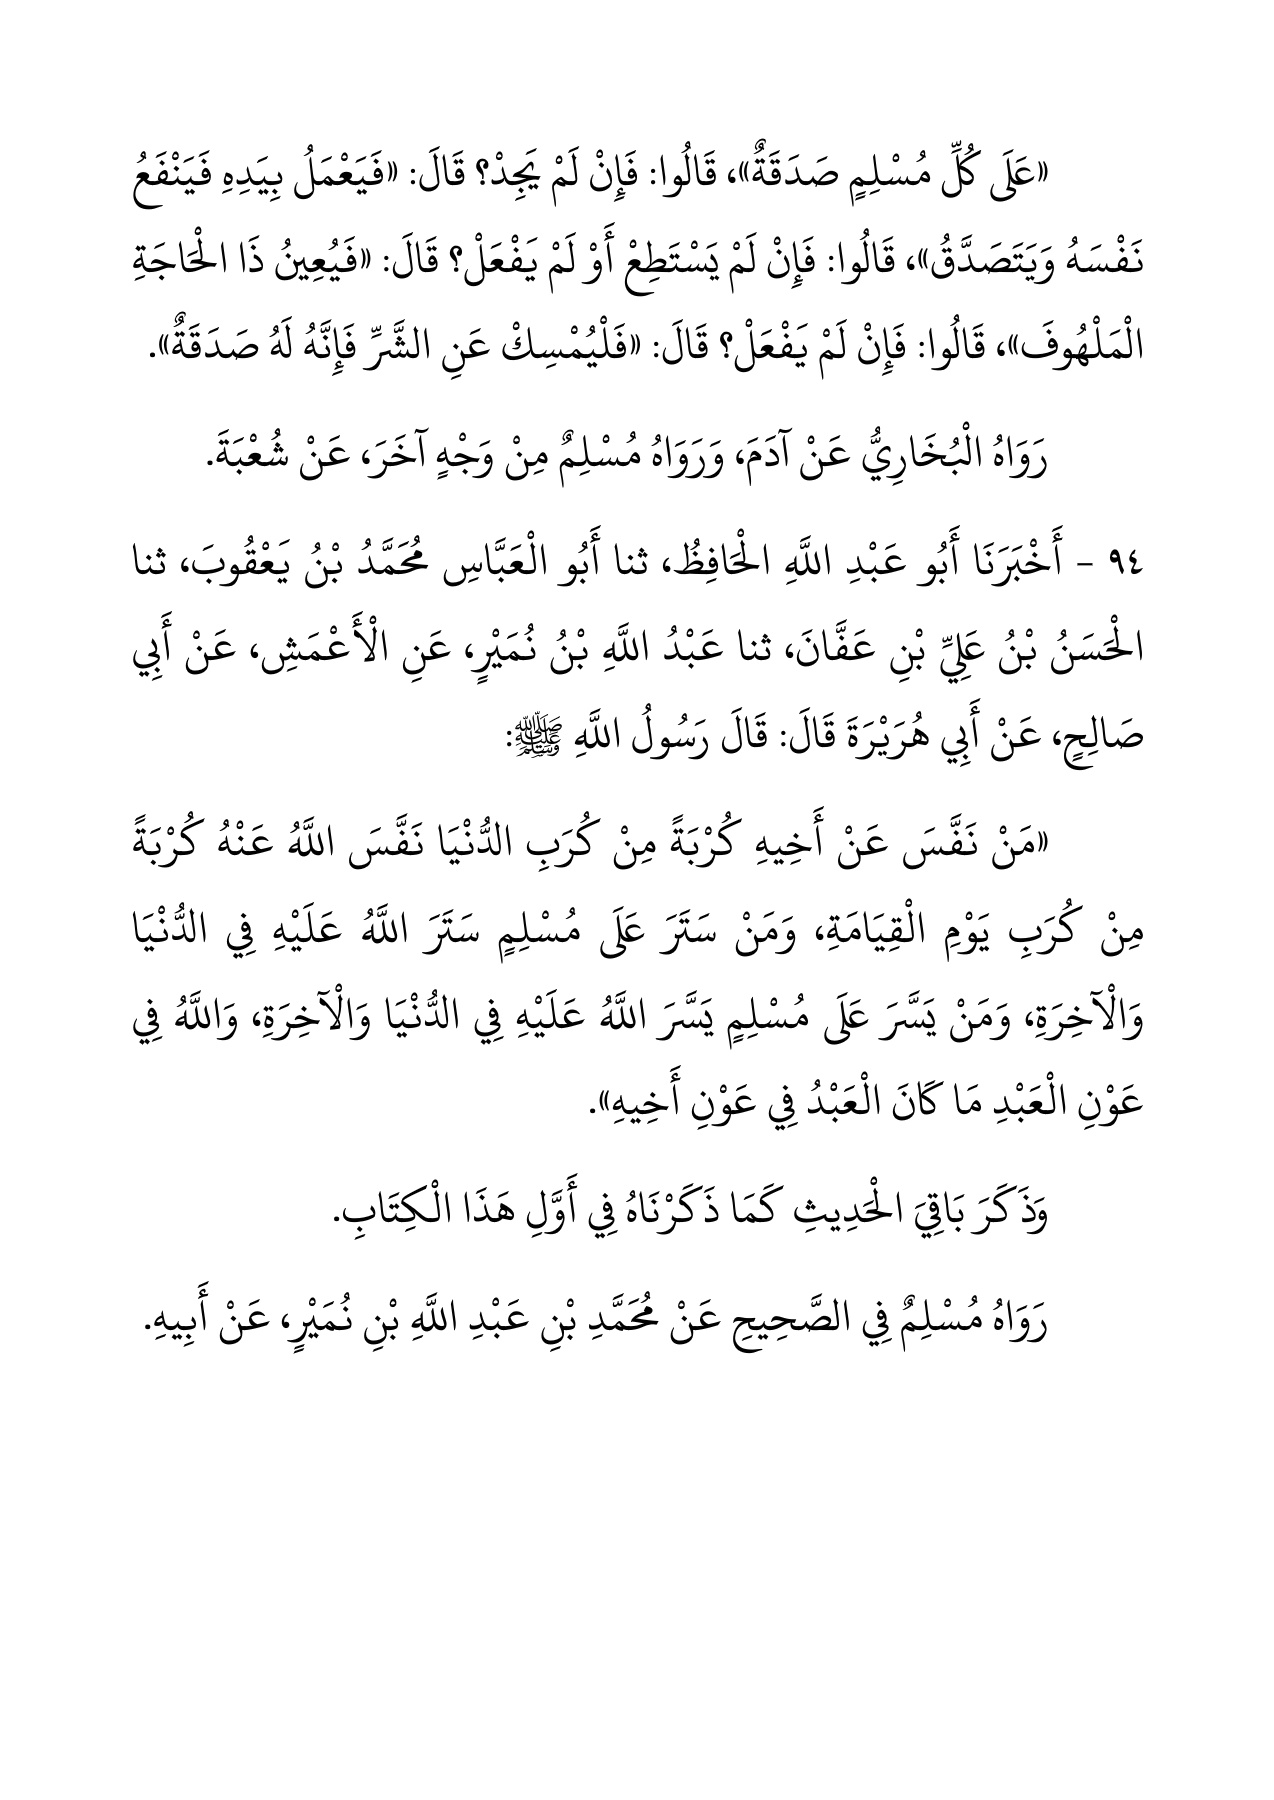 «عَلَى كُلِّ مُسْلِمٍ صَدَقَةٌ»، قَالُوا: فَإِنْ لَمْ يَجِدْ؟ قَالَ: «فَيَعْمَلُ بِيَدِهِ فَيَنْفَعُ
نَفْسَهُ وَيَتَصَدَّقُ»، قَالُوا: فَإِنْ لَمْ يَسْتَطِعْ أَوْ لَمْ يَفْعَلْ؟ قَالَ: «فَيُعِينُ ذَا الْحَاجَةِ
الْمَلْهُوفَ»، قَالُوا: فَإِنْ لَمْ يَفْعَلْ؟ قَالَ: «فَلْيُمْسِكْ عَنِ الشَّرِّ فَإِنَّهُ لَهُ صَدَقَةٌ».
رَوَاهُ الْبُخَارِيُّ عَنْ آدَمَ، وَرَوَاهُ مُسْلِمٌ مِنْ وَجْهٍ آخَرَ، عَنْ شُعْبَةَ.
٩٤ - أَخْبَرَنَا أَبُو عَبْدِ اللَّهِ الْحَافِظُ، ثنا أَبُو الْعَبَّاسِ مُحَمَّدُ بْنُ يَعْقُوبَ، ثنا
الْحَسَنُ بْنُ عَلِيِّ بْنِ عَفَّانَ، ثنا عَبْدُ اللَّهِ بْنُ نُمَيْرٍ، عَنِ الْأَعْمَشِ، عَنْ أَبِي
صَالِحٍ، عَنْ أَبِي هُرَيْرَةَ قَالَ: قَالَ رَسُولُ اللَّهِ ﷺ:
«مَنْ نَفَّسَ عَنْ أَخِيهِ كُرْبَةً مِنْ كُرَبِ الدُّنْيَا نَفَّسَ اللَّهُ عَنْهُ كُرْبَةً
مِنْ كُرَبِ يَوْمِ الْقِيَامَةِ، وَمَنْ سَتَرَ عَلَى مُسْلِمٍ سَتَرَ اللَّهُ عَلَيْهِ فِي الدُّنْيَا
وَالْآخِرَةِ، وَمَنْ يَسَّرَ عَلَى مُسْلِمٍ يَسَّرَ اللَّهُ عَلَيْهِ فِي الدُّنْيَا وَالْآخِرَةِ، وَاللَّهُ فِي
عَوْنِ الْعَبْدِ مَا كَانَ الْعَبْدُ فِي عَوْنِ أَخِيهِ».
وَذَكَرَ بَاقِيَ الْحَدِيثِ كَمَا ذَكَرْنَاهُ فِي أَوَّلِ هَذَا الْكِتَابِ.
رَوَاهُ مُسْلِمٌ فِي الصَّحِيحِ عَنْ مُحَمَّدِ بْنِ عَبْدِ اللَّهِ بْنِ نُمَيْرٍ، عَنْ أَبِيهِ.